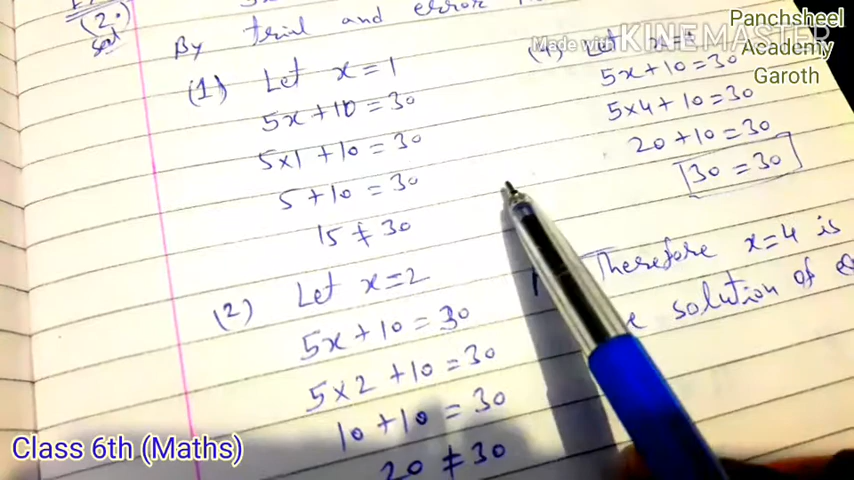 (2.)
Sol
By trial and error
(1) Let x = 1
5x + 10 = 30
5x1 + 10 = 30
5 + 10 = 30
15 ≠ 30
(2) Let x = 2
5x + 10 = 30
5x2 + 10 = 30
10 + 10 = 30
20 ≠ 30
(4) Let x = 4
5x + 10 = 30
5x4 + 10 = 30
20 + 10 = 30
30 = 30
Therefore x = 4 is
solution of
Made with KINEMASTER
Panchsheel
Academy
Garoth
Class 6th (Maths)